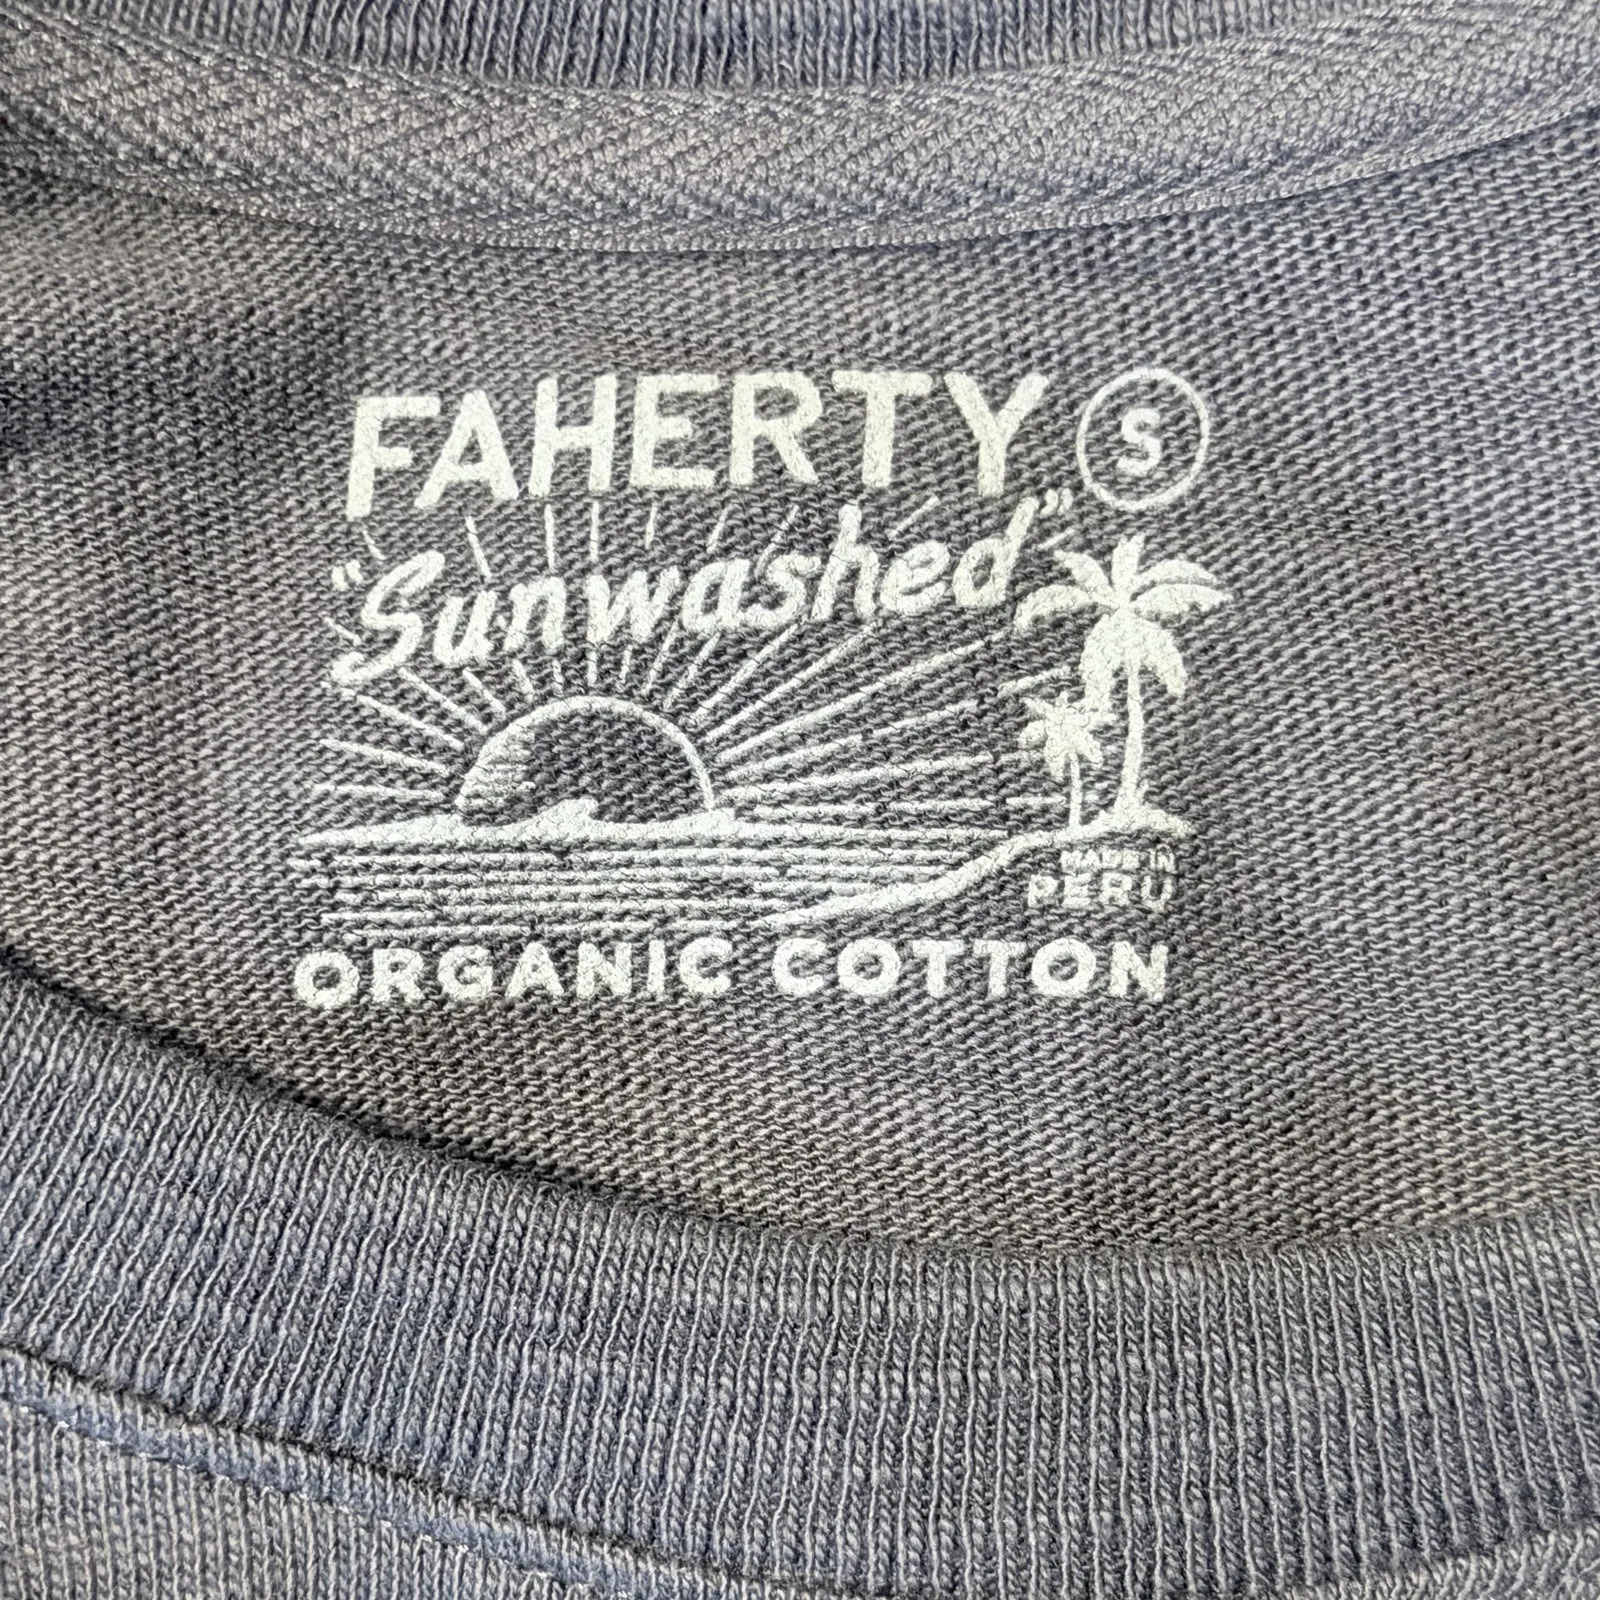 FAHERTY S
"Sunwashed"
MADE IN
PERU
ORGANIC COTTON